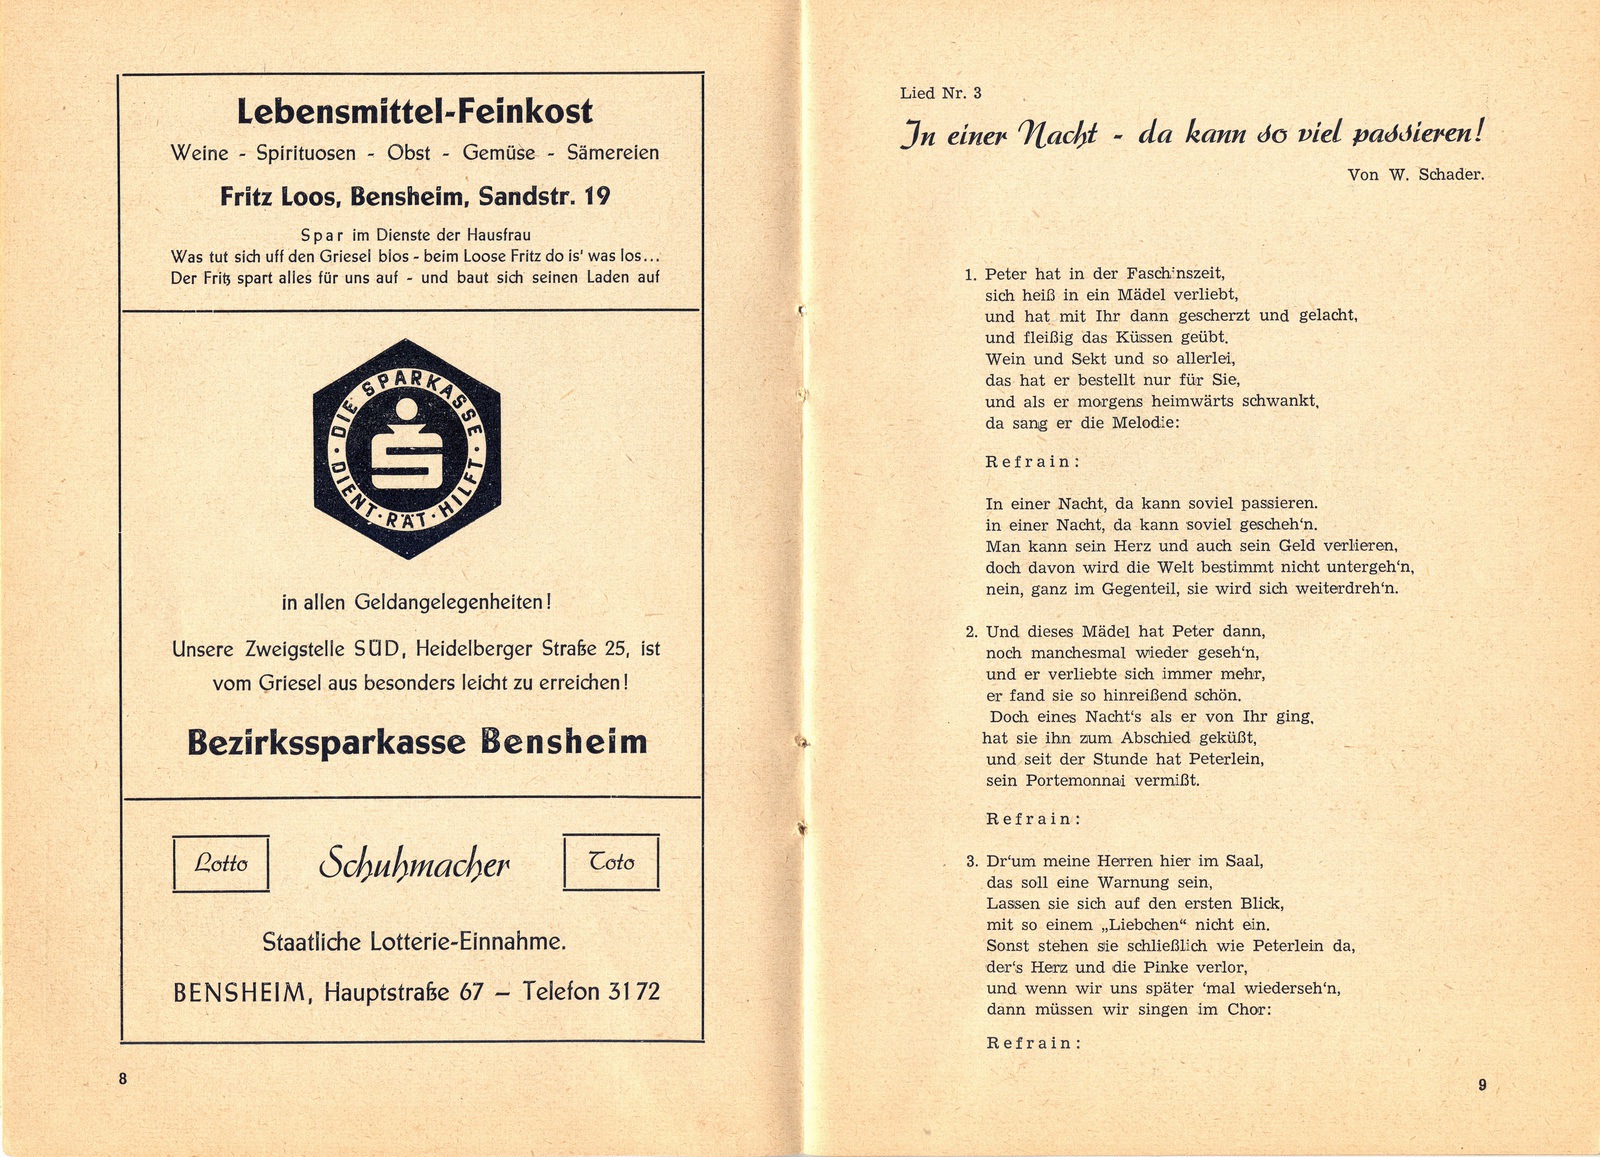 Lebensmittel-Feinkost
Weine - Spirituosen - Obst - Gemüse - Sämereien
Fritz Loos, Bensheim, Sandstr. 19
Spar im Dienste der Hausfrau
Was tut sich uff den Griesel blos - beim Loose Fritz do is' was los...
Der Fritz spart alles für uns auf - und baut sich seinen Laden auf
DIE SPARKASSE
DIENT · RÄT · HILFT
in allen Geldangelegenheiten!
Unsere Zweigstelle SÜD, Heidelberger Straße 25, ist
vom Griesel aus besonders leicht zu erreichen!
Bezirkssparkasse Bensheim
Lotto Schuhmacher Toto
Staatliche Lotterie-Einnahme.
BENSHEIM, Hauptstraße 67 – Telefon 31 72
8
Lied Nr. 3
In einer Nacht - da kann so viel passieren!
Von W. Schader.
1. Peter hat in der Faschinszeit,
sich heiß in ein Mädel verliebt,
und hat mit Ihr dann gescherzt und gelacht,
und fleißig das Küssen geübt.
Wein und Sekt und so allerlei,
das hat er bestellt nur für Sie,
und als er morgens heimwärts schwankt,
da sang er die Melodie:
Refrain:
In einer Nacht, da kann soviel passieren.
in einer Nacht, da kann soviel gescheh‘n.
Man kann sein Herz und auch sein Geld verlieren,
doch davon wird die Welt bestimmt nicht untergeh‘n,
nein, ganz im Gegenteil, sie wird sich weiterdreh‘n.
2. Und dieses Mädel hat Peter dann,
noch manchesmal wieder geseh‘n,
und er verliebte sich immer mehr,
er fand sie so hinreißend schön.
Doch eines Nacht‘s als er von Ihr ging,
hat sie ihn zum Abschied geküßt,
und seit der Stunde hat Peterlein,
sein Portemonnai vermißt.
Refrain:
3. Dr‘um meine Herren hier im Saal,
das soll eine Warnung sein,
Lassen sie sich auf den ersten Blick,
mit so einem „Liebchen“ nicht ein.
Sonst stehen sie schließlich wie Peterlein da,
der‘s Herz und die Pinke verlor,
und wenn wir uns später ‘mal wiederseh‘n,
dann müssen wir singen im Chor:
Refrain:
9